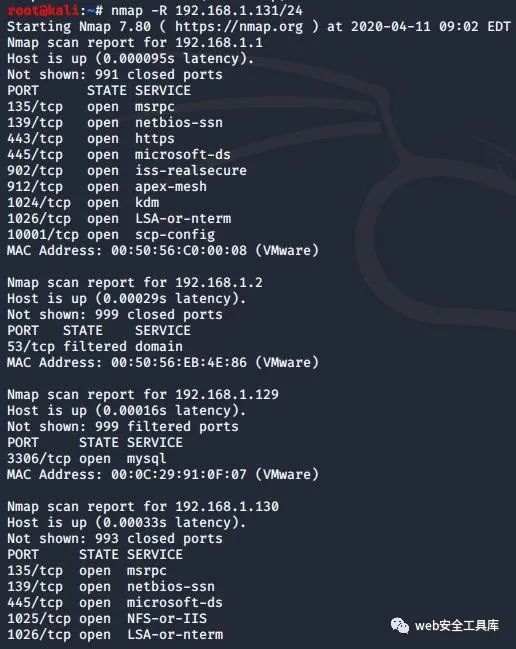 root@kali:~# nmap -R 192.168.1.131/24
Starting Nmap 7.80 ( https://nmap.org ) at 2020-04-11 09:02 EDT
Nmap scan report for 192.168.1.1
Host is up (0.000095s latency).
Not shown: 991 closed ports
PORT      STATE SERVICE
135/tcp   open  msrpc
139/tcp   open  netbios-ssn
443/tcp   open  https
445/tcp   open  microsoft-ds
902/tcp   open  iss-realsecure
912/tcp   open  apex-mesh
1024/tcp  open  kdm
1026/tcp  open  LSA-or-nterm
10001/tcp open  scp-config
MAC Address: 00:50:56:C0:00:08 (VMware)
Nmap scan report for 192.168.1.2
Host is up (0.00029s latency).
Not shown: 999 closed ports
PORT   STATE    SERVICE
53/tcp filtered domain
MAC Address: 00:50:56:EB:4E:86 (VMware)
Nmap scan report for 192.168.1.129
Host is up (0.00016s latency).
Not shown: 999 filtered ports
PORT     STATE SERVICE
3306/tcp open  mysql
MAC Address: 00:0C:29:91:0F:07 (VMware)
Nmap scan report for 192.168.1.130
Host is up (0.00033s latency).
Not shown: 993 closed ports
PORT     STATE SERVICE
135/tcp  open  msrpc
139/tcp  open  netbios-ssn
445/tcp  open  microsoft-ds
1025/tcp open  NFS-or-IIS
1026/tcp open  LSA-or-nterm
web安全工具库